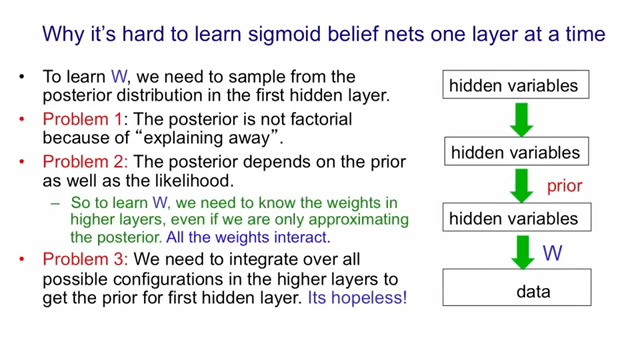 Why it's hard to learn sigmoid belief nets one layer at a time
• To learn W, we need to sample from the
posterior distribution in the first hidden layer.
• Problem 1: The posterior is not factorial
because of “explaining away”.
• Problem 2: The posterior depends on the prior
as well as the likelihood.
– So to learn W, we need to know the weights in
higher layers, even if we are only approximating
the posterior. All the weights interact.
• Problem 3: We need to integrate over all
possible configurations in the higher layers to
get the prior for first hidden layer. Its hopeless!
hidden variables
hidden variables
prior
hidden variables
W
data